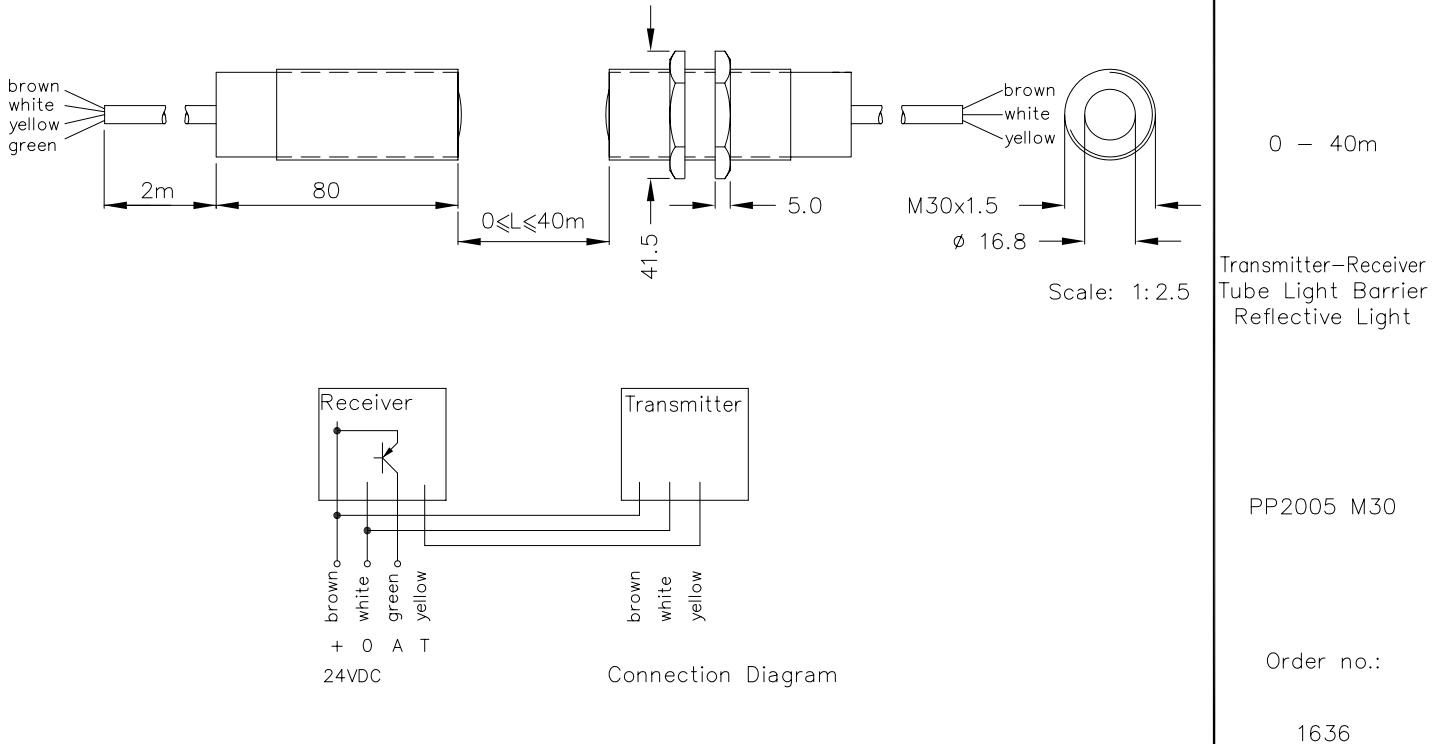 brown
white
yellow
green
2m
80
0⩽L⩽40m
41.5
5.0
brown
white
yellow
M30x1.5
ø 16.8
Scale: 1:2.5
0 - 40m
Transmitter-Receiver
Tube Light Barrier
Reflective Light
Receiver
Transmitter
brown white green yellow
+ 0 A T
24VDC
brown white yellow
Connection Diagram
PP2005 M30
Order no.:
1636